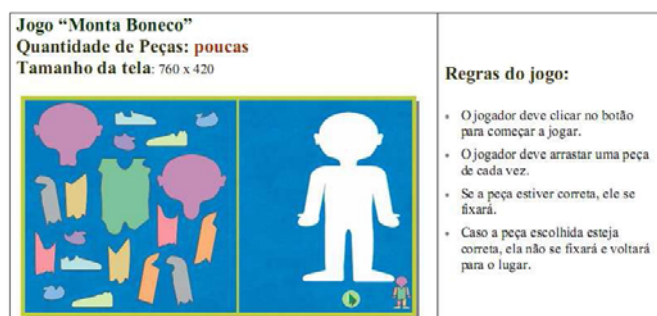 Jogo “Monta Boneco”
Quantidade de Peças: poucas
Tamanho da tela: 760 x 420
Regras do jogo:
• O jogador deve clicar no botão
para começar a jogar.
• O jogador deve arrastar uma peça
de cada vez.
• Se a peça estiver correta, ele se
fixará.
• Caso a peça escolhida esteja
correta, ela não se fixará e voltará
para o lugar.